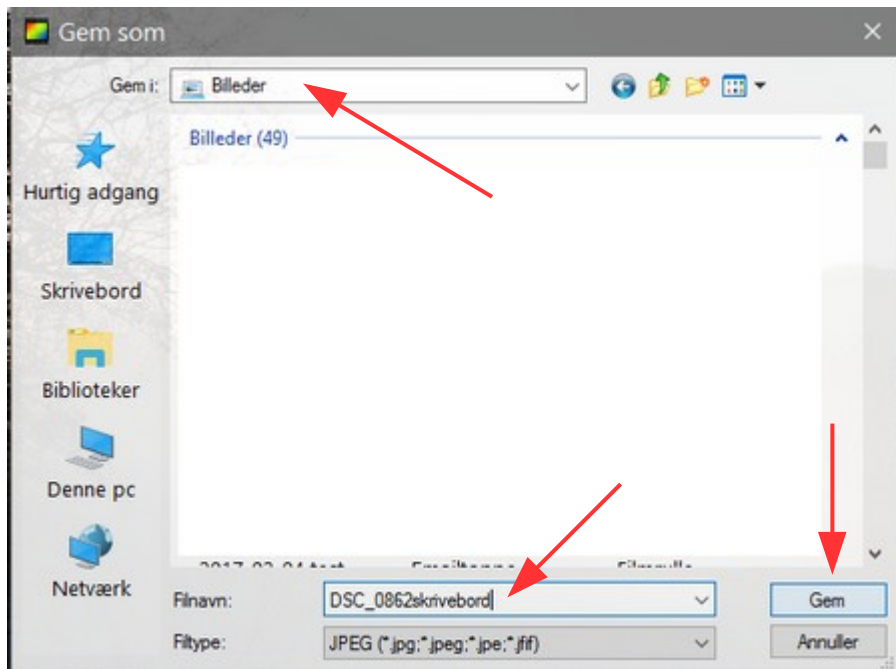 Gem som
Gem i: Billeder
Billeder (49)
Hurtig adgang
Skrivebord
Biblioteker
Denne pc
Netværk
Filnavn: DSC_0862skrivebord Gem
Filtype: JPEG (*.jpg;*.jpeg;*.jpe;*.jfif) Annuller